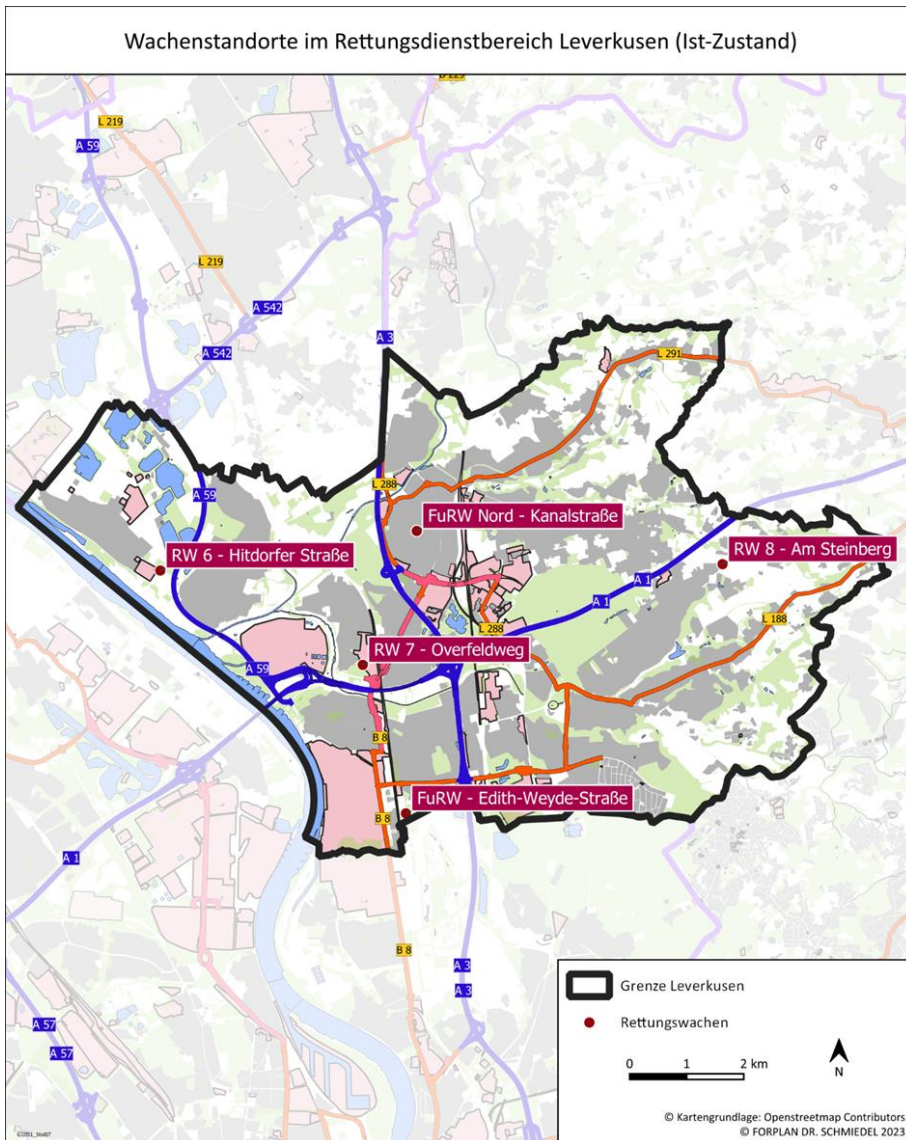 Wachenstandorte im Rettungsdienstbereich Leverkusen (Ist-Zustand)
B 229
L 219
A 59
L 219
A 542
A 3
A 542
L 291
L 288
A 59
FuRW Nord - Kanalstraße
RW 6 - Hitdorfer Straße
RW 8 - Am Steinberg
A 1
A 1
L 188
L 288
RW 7 - Overfeldweg
A 59
B 8
FuRW - Edith-Weyde-Straße
B 8
A 1
B 8
A 3
A 3
A 57
A 57
Grenze Leverkusen
Rettungswachen
0 1 2 km
N
© Kartengrundlage: Openstreetmap Contributors
© FORPLAN DR. SCHMIEDEL 2023